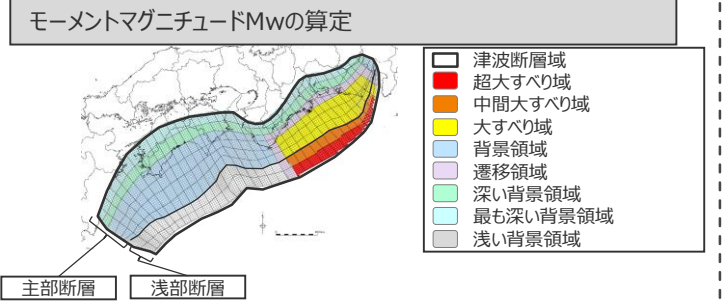 モーメントマグニチュードMwの算定
津波断層域
超大すべり域
中間大すべり域
大すべり域
背景領域
遷移領域
深い背景領域
最も深い背景領域
浅い背景領域
主部断層
浅部断層